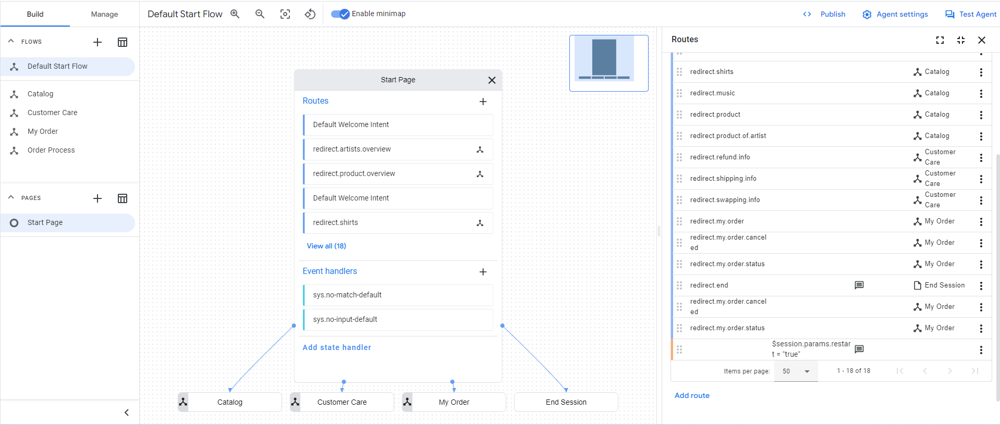 Build
Manage
Default Start Flow
Enable minimap
Publish
Agent settings
Test Agent
FLOWS
Default Start Flow
Catalog
Customer Care
My Order
Order Process
PAGES
Start Page
Start Page
Routes
Default Welcome Intent
redirect.artists.overview
redirect.product.overview
Default Welcome Intent
redirect.shirts
View all (18)
Event handlers
sys.no-match-default
sys.no-input-default
Add state handler
Catalog
Customer Care
My Order
End Session
Routes
redirect.shirts Catalog
redirect.music Catalog
redirect.product Catalog
redirect.product.of.artist Catalog
redirect.refund.info Customer
Care
redirect.shipping.info Customer
Care
redirect.swapping.info Customer
Care
redirect.my.order My Order
redirect.my.order.cancel
ed My Order
redirect.my.order.status My Order
redirect.end End Session
redirect.my.order.cancel
ed My Order
redirect.my.order.status My Order
$session.params.restar
t = "true"
Items per page: 50 1 - 18 of 18
Add route